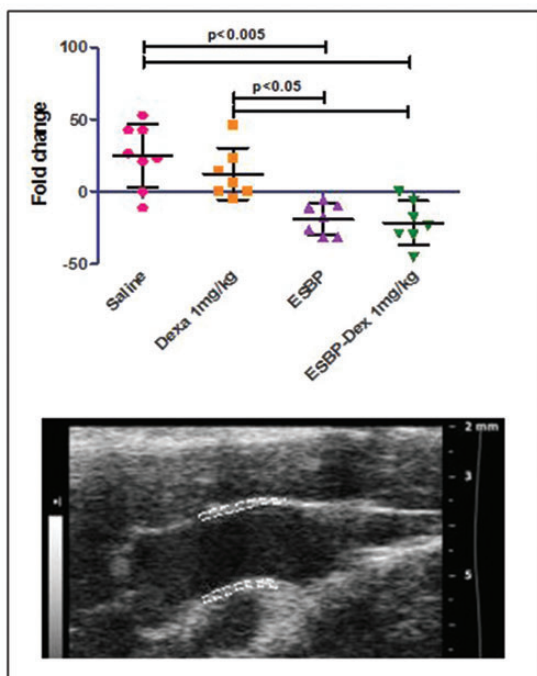 100
p<0.005
p<0.05
50
0
-50
Fold change
Saline
Dexa 1mg/kg
ESBP
ESBP-Dex 1mg/kg
2 mm
3
5